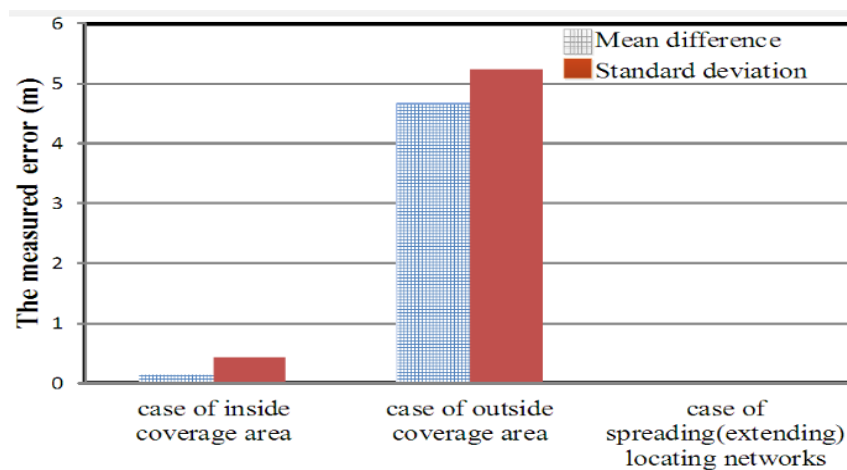 6
Mean difference
Standard deviation
5
4
3
2
1
0
The measured error (m)
case of inside
coverage area
case of outside
coverage area
case of
spreading(extending)
locating networks